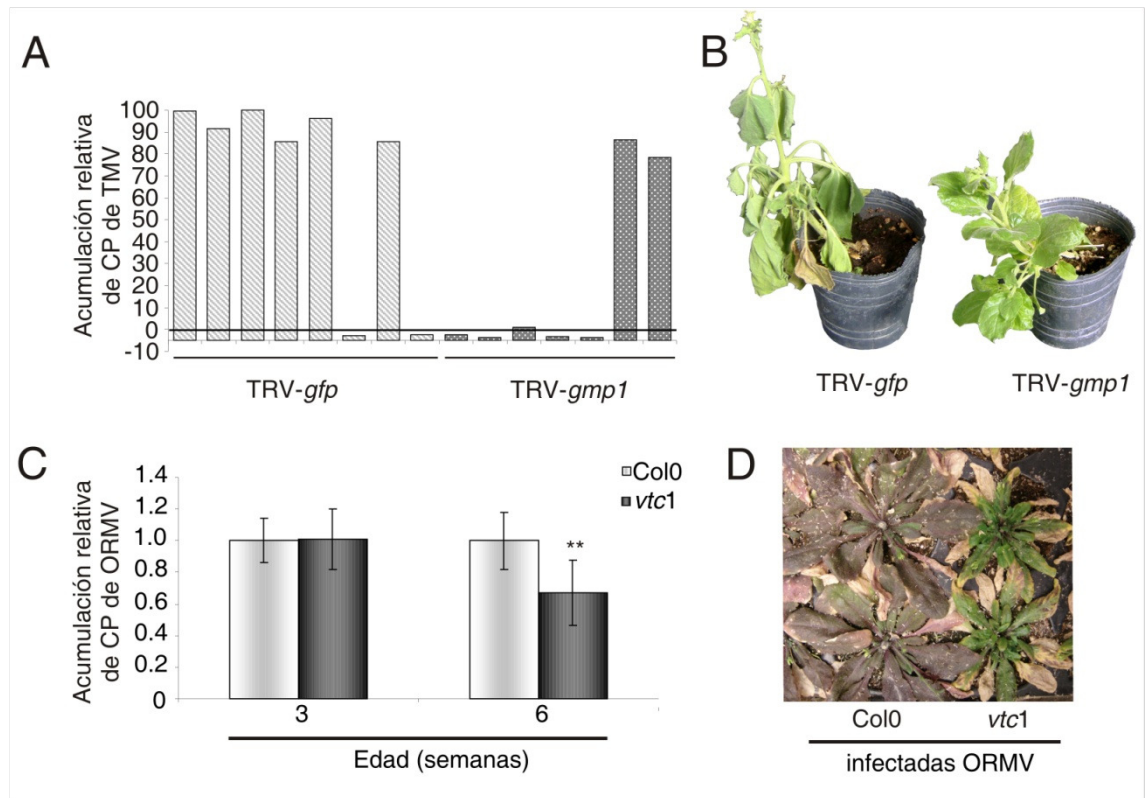 A
Acumulación relativa
de CP de TMV
100
90
80
70
60
50
40
30
20
10
0
-10
TRV-gfp
TRV-gmp1
B
TRV-gfp
TRV-gmp1
C
Acumulación relativa
de CP de ORMV
1.4
1.2
1.0
0.8
0.6
0.4
0.2
0
Col0
vtc1
**
3
6
Edad (semanas)
D
Col0
vtc1
infectadas ORMV